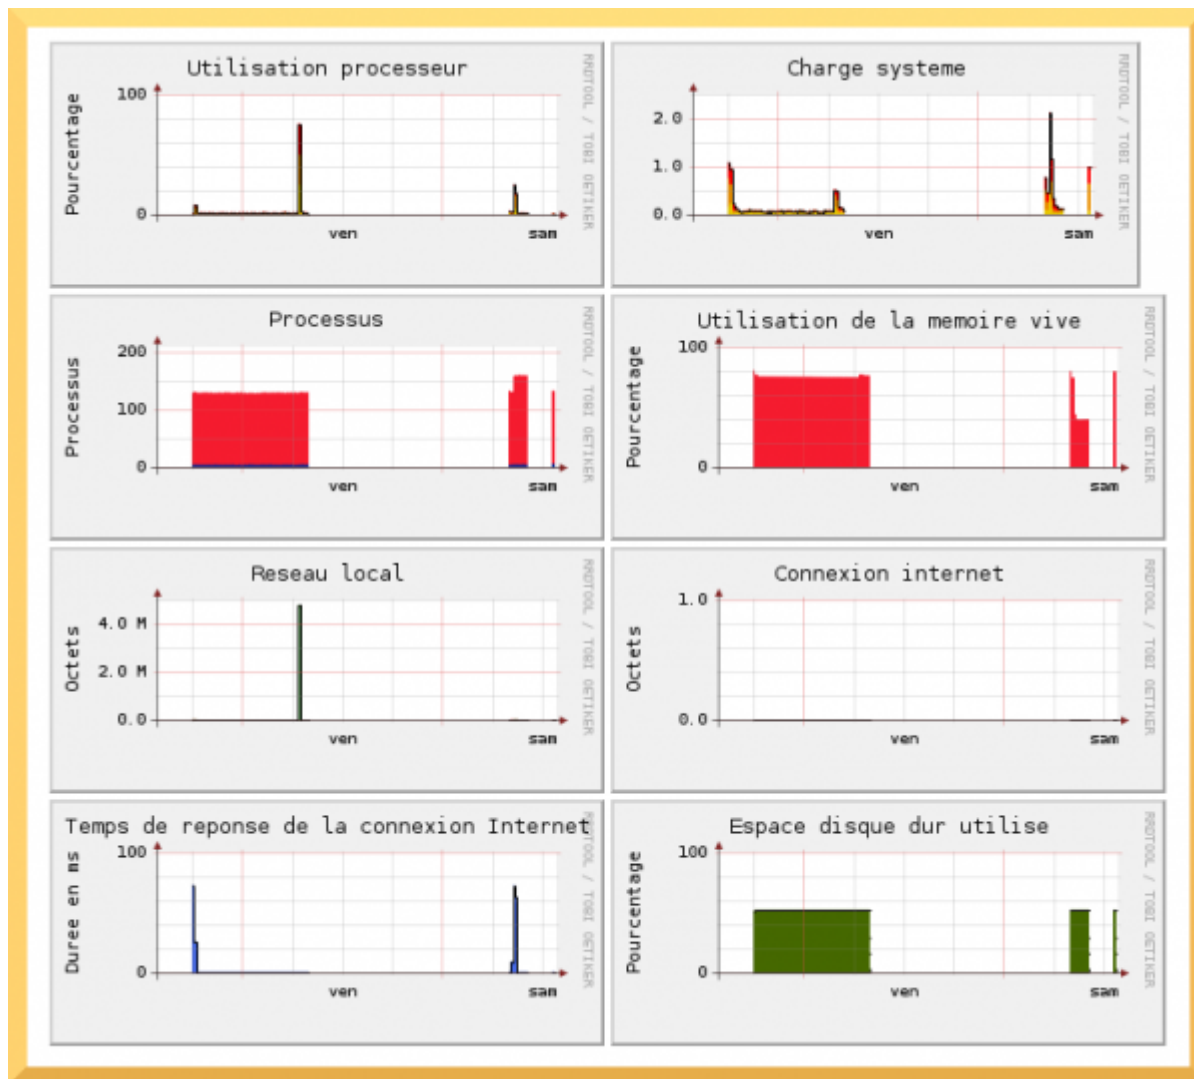 Utilisation processeur
Pourcentage
100
0
ven
sam
RRDTOOL / TOBI OETIKER
Charge systeme
2.0
1.0
0.0
ven
sam
RRDTOOL / TOBI OETIKER
Processus
Processus
200
100
0
ven
sam
RRDTOOL / TOBI OETIKER
Utilisation de la memoire vive
Pourcentage
100
0
ven
sam
RRDTOOL / TOBI OETIKER
Reseau local
Octets
4.0 M
2.0 M
0.0
ven
sam
RRDTOOL / TOBI OETIKER
Connexion internet
Octets
1.0
0.0
ven
sam
RRDTOOL / TOBI OETIKER
Temps de reponse de la connexion Internet
Duree en ms
100
0
ven
sam
RRDTOOL / TOBI OETIKER
Espace disque dur utilise
Pourcentage
100
0
ven
sam
RRDTOOL / TOBI OETIKER